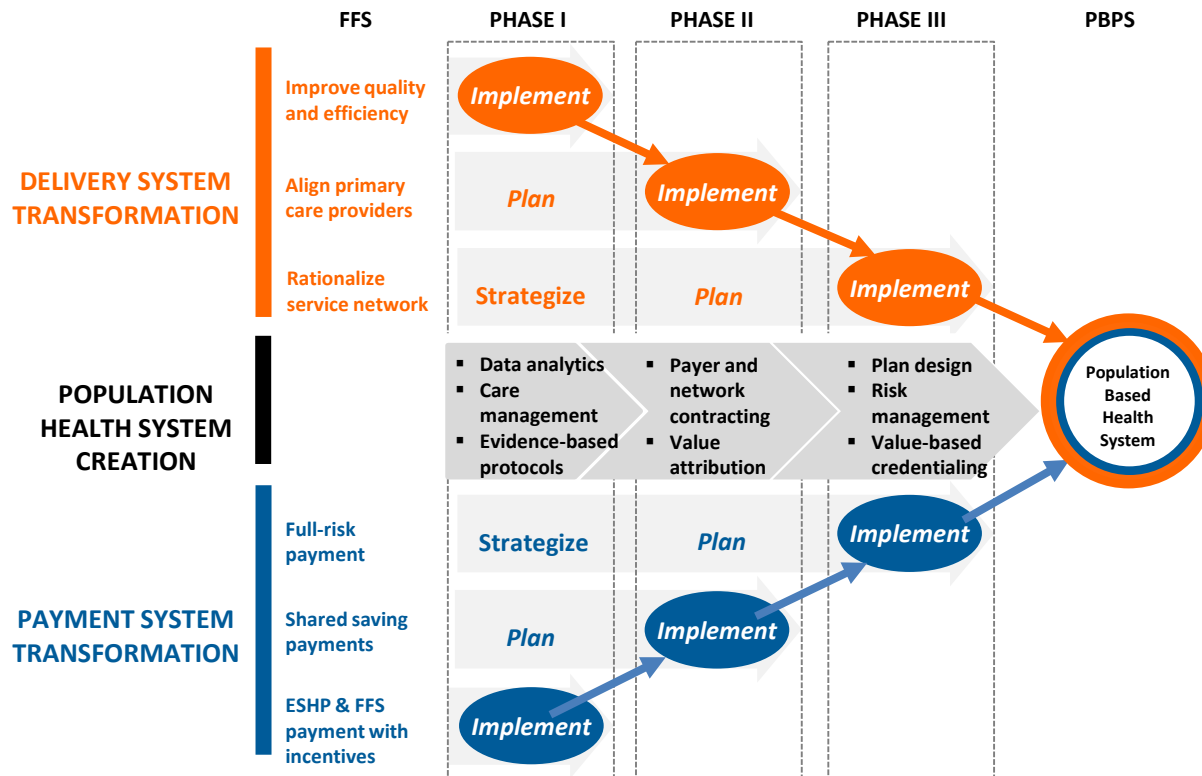 FFS PHASE I PHASE II PHASE III PBPS
DELIVERY SYSTEM
TRANSFORMATION
Improve quality
and efficiency
Implement
Align primary
care providers
Plan
Implement
Rationalize
service network
Strategize
Plan
Implement
POPULATION
HEALTH SYSTEM
CREATION
▪ Data analytics
▪ Care
management
▪ Evidence-based
protocols
▪ Payer and
network
contracting
▪ Value
attribution
▪ Plan design
▪ Risk
management
▪ Value-based
credentialing
Population
Based
Health
System
PAYMENT SYSTEM
TRANSFORMATION
Full-risk
payment
Strategize
Plan
Implement
Shared saving
payments
Plan
Implement
ESHP & FFS
payment with
incentives
Implement